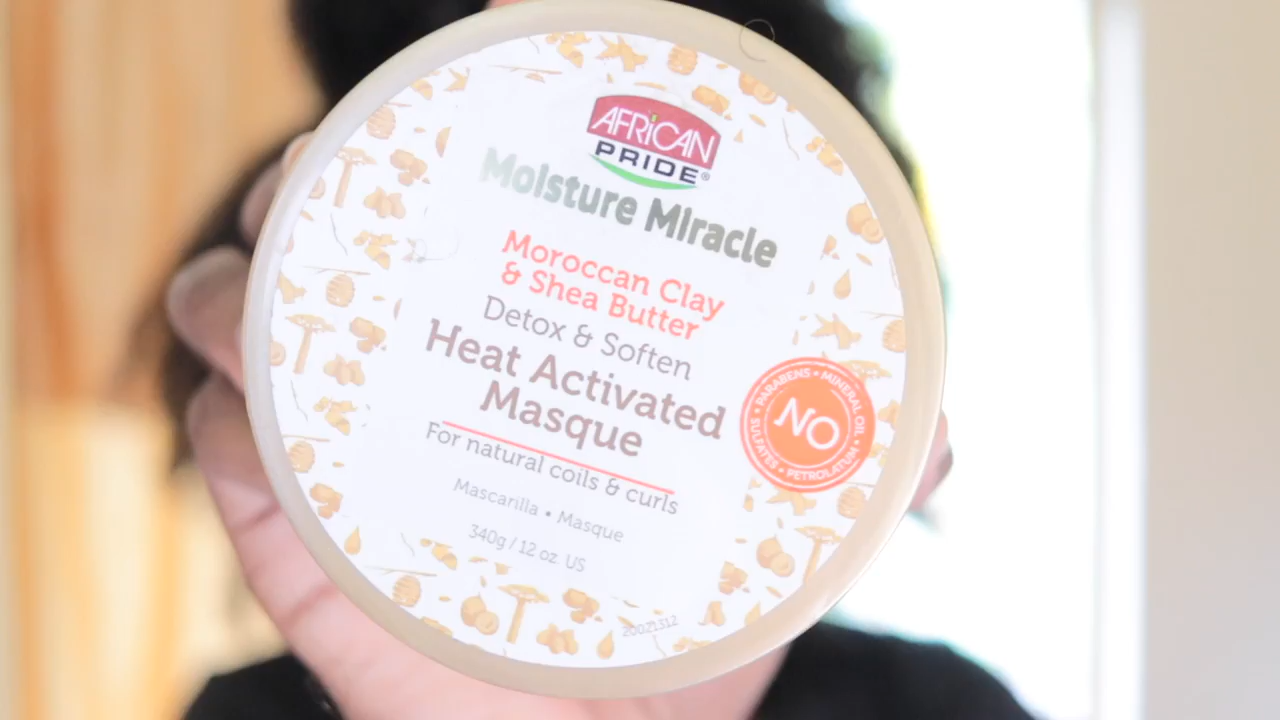 AFRICAN
PRIDE®
Moisture Miracle
Moroccan Clay
& Shea Butter
Detox & Soften
Heat Activated
Masque
For natural coils & curls
Mascarilla • Masque
340g / 12 oz US
NO
• PARABENS • MINERAL OIL • PETROLATUM • SULFATES
20021312